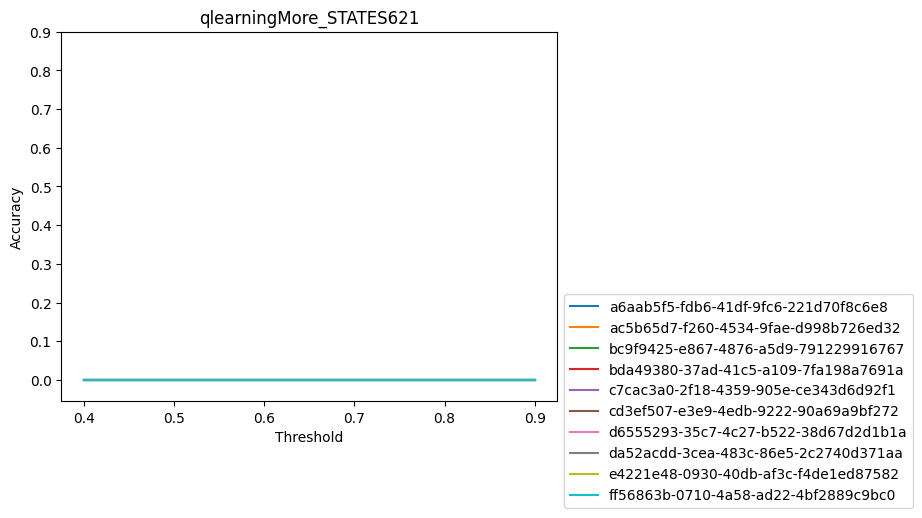 qlearningMore_STATES621
0.9
0.8
0.7
0.6
0.5
0.4
0.3
0.2
0.1
0.0
Accuracy
0.4 0.5 0.6 0.7 0.8 0.9
Threshold
a6aab5f5-fdb6-41df-9fc6-221d70f8c6e8
ac5b65d7-f260-4534-9fae-d998b726ed32
bc9f9425-e867-4876-a5d9-791229916767
bda49380-37ad-41c5-a109-7fa198a7691a
c7cac3a0-2f18-4359-905e-ce343d6d92f1
cd3ef507-e3e9-4edb-9222-90a69a9bf272
d6555293-35c7-4c27-b522-38d67d2d1b1a
da52acdd-3cea-483c-86e5-2c2740d371aa
e4221e48-0930-40db-af3c-f4de1ed87582
ff56863b-0710-4a58-ad22-4bf2889c9bc0